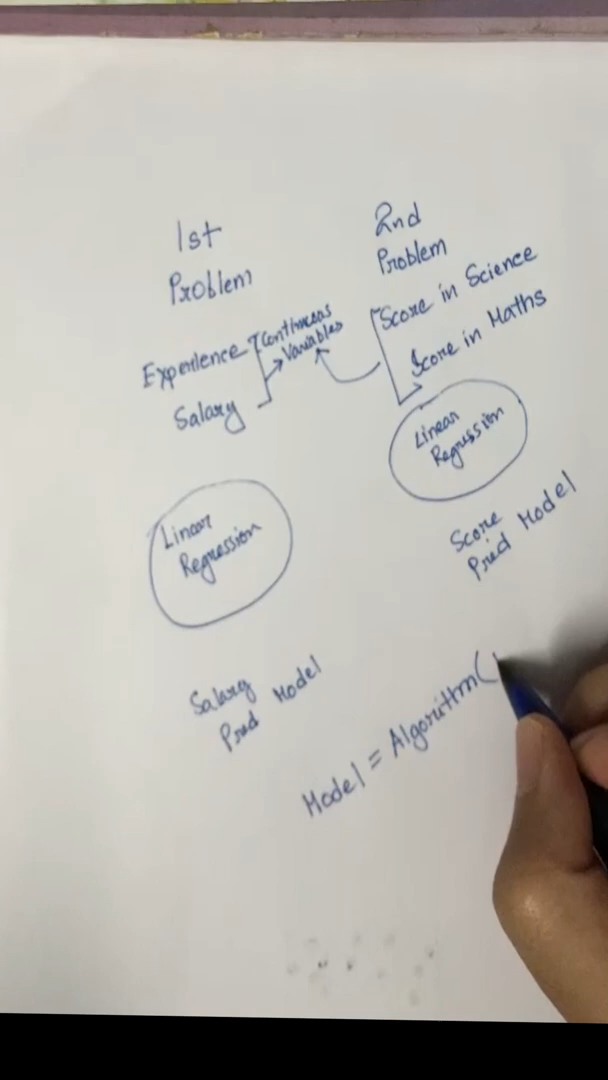 1st
Problem
Experience
Salary
Continuous
Variables
Linear
Regression
Salary
Pred Model
2nd
Problem
Score in Science
Score in Maths
Linear
Regression
Score
Pred Model
Model = Algorithm(